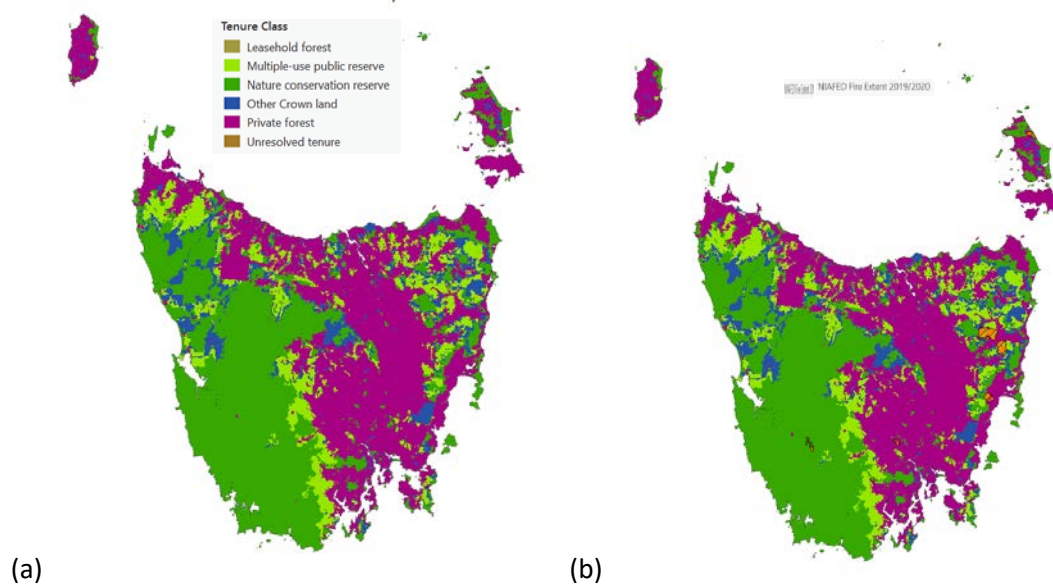 Tenure Class
Leasehold forest
Multiple-use public reserve
Nature conservation reserve
Other Crown land
Private forest
Unresolved tenure
NIAFED Fire Extent 2019/2020
(a)
(b)